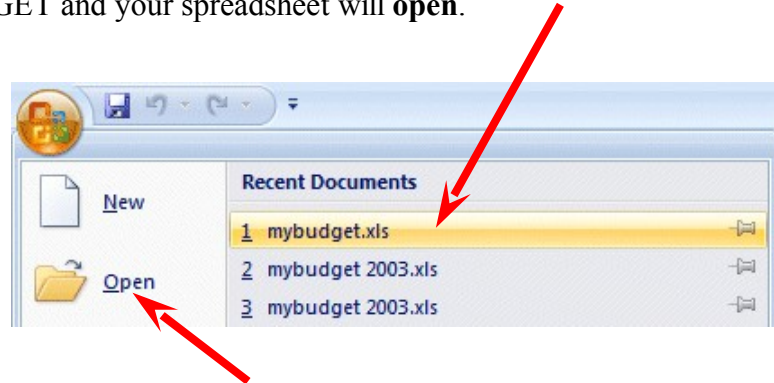 GET and your spreadsheet will open.
Recent Documents
New
1 mybudget.xls
Open
2 mybudget 2003.xls
3 mybudget 2003.xls